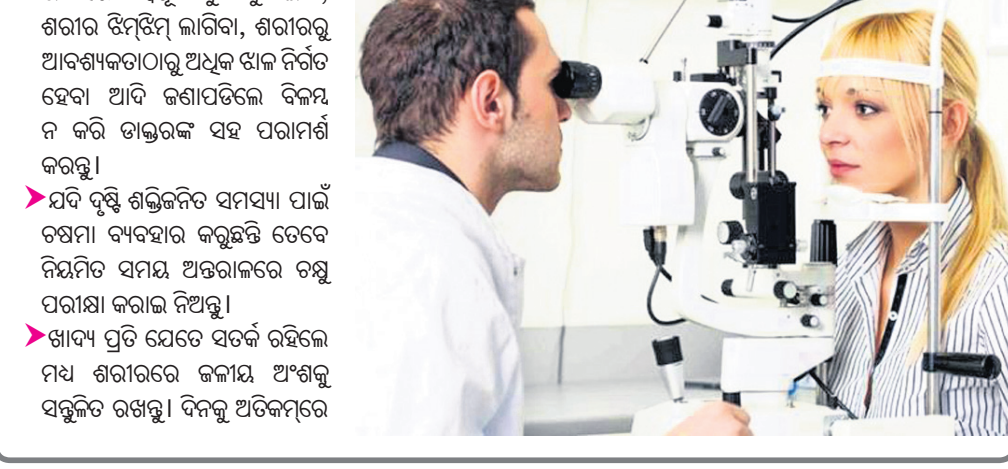 ଶରୀର ଝିମ୍‌ଝିମ୍ ଲାଗିବା, ଶରୀରରୁ
ଆବଶ୍ୟକତାଠାରୁ ଅଧିକ ଝାଳ ନିର୍ଗତ
ହେବା ଆଦି ଜଣାପଡିଲେ ବିଳମ୍ବ
ନ କରି ଡାକ୍ତରଙ୍କ ସହ ପରାମର୍ଶ
କରନ୍ତୁ।
➤ଯଦି ଦୃଷ୍ଟି ଶକ୍ତିଜନିତ ସମସ୍ୟା ପାଇଁ
ଚଷମା ବ୍ୟବହାର କରୁଛନ୍ତି ତେବେ
ନିୟମିତ ସମୟ ଅନ୍ତରାଳରେ ଚକ୍ଷୁ
ପରୀକ୍ଷା କରାଇ ନିଅନ୍ତୁ।
➤ଖାଦ୍ୟ ପ୍ରତି ଯେତେ ସତର୍କ ରହିଲେ
ମଧ୍ୟ ଶରୀରରେ ଜଳୀୟ ଅଂଶକୁ
ସନ୍ତୁଳିତ ରଖନ୍ତୁ। ଦିନକୁ ଅତିକମ୍‌ରେ